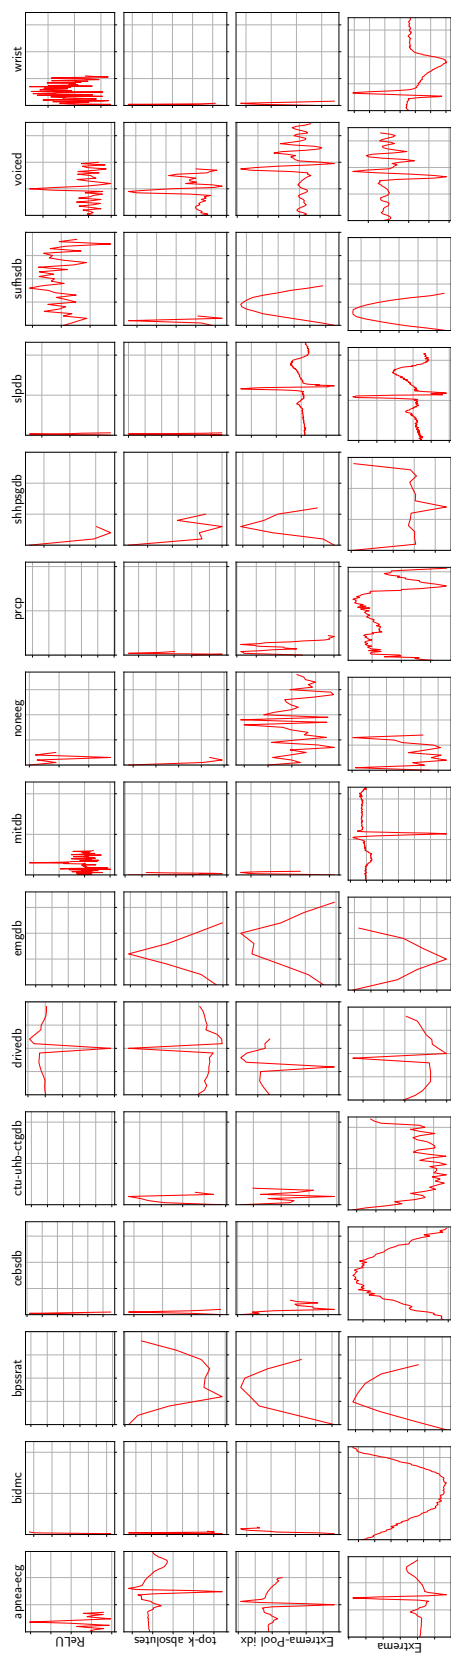 apnea-ecg
bidmc
bpssrat
cebsdb
ctu-uhb-ctgdb
drivedb
emgdb
mitdb
noneeg
prcp
shhpsgdb
slpdb
sufhsdb
voiced
wrist
ReLU
top-k absolutes
Extrema-Pool idx
Extrema